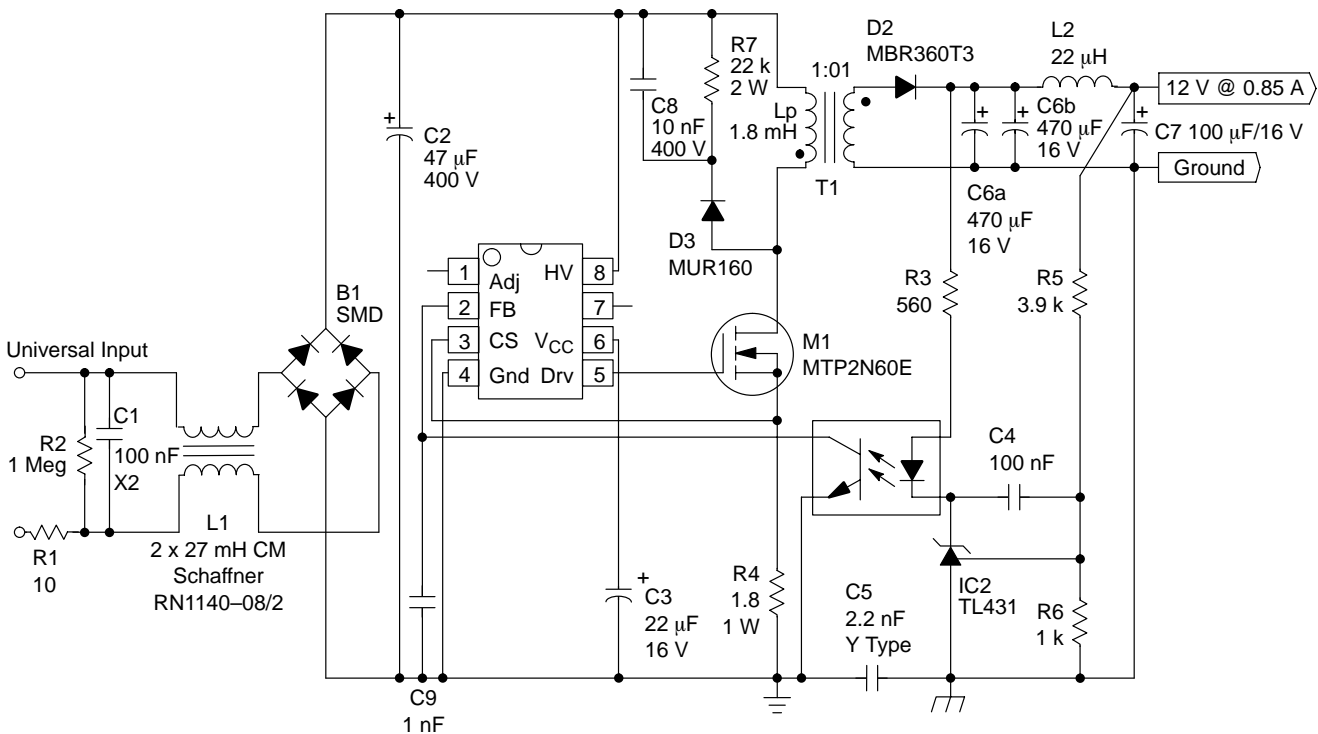 D2
MBR360T3
L2
22 μH
R7
22 k
2 W
1:01
12 V @ 0.85 A
C8
10 nF
400 V
Lp
1.8 mH
C6b
470 μF
16 V
C7 100 μF/16 V
+
C2
47 μF
400 V
+
+
+
Ground
T1
C6a
470 μF
16 V
D3
MUR160
1 Adj HV 8
2 FB 7
3 CS VCC 6
4 Gnd Drv 5
R3
560
R5
3.9 k
B1
SMD
M1
MTP2N60E
Universal Input
C1
100 nF
X2
R2
1 Meg
C4
100 nF
R1
10
L1
2 x 27 mH CM
Schaffner
RN1140–08/2
+
C3
22 μF
16 V
R4
1.8
1 W
C5
2.2 nF
Y Type
IC2
TL431
R6
1 k
C9
1 nF